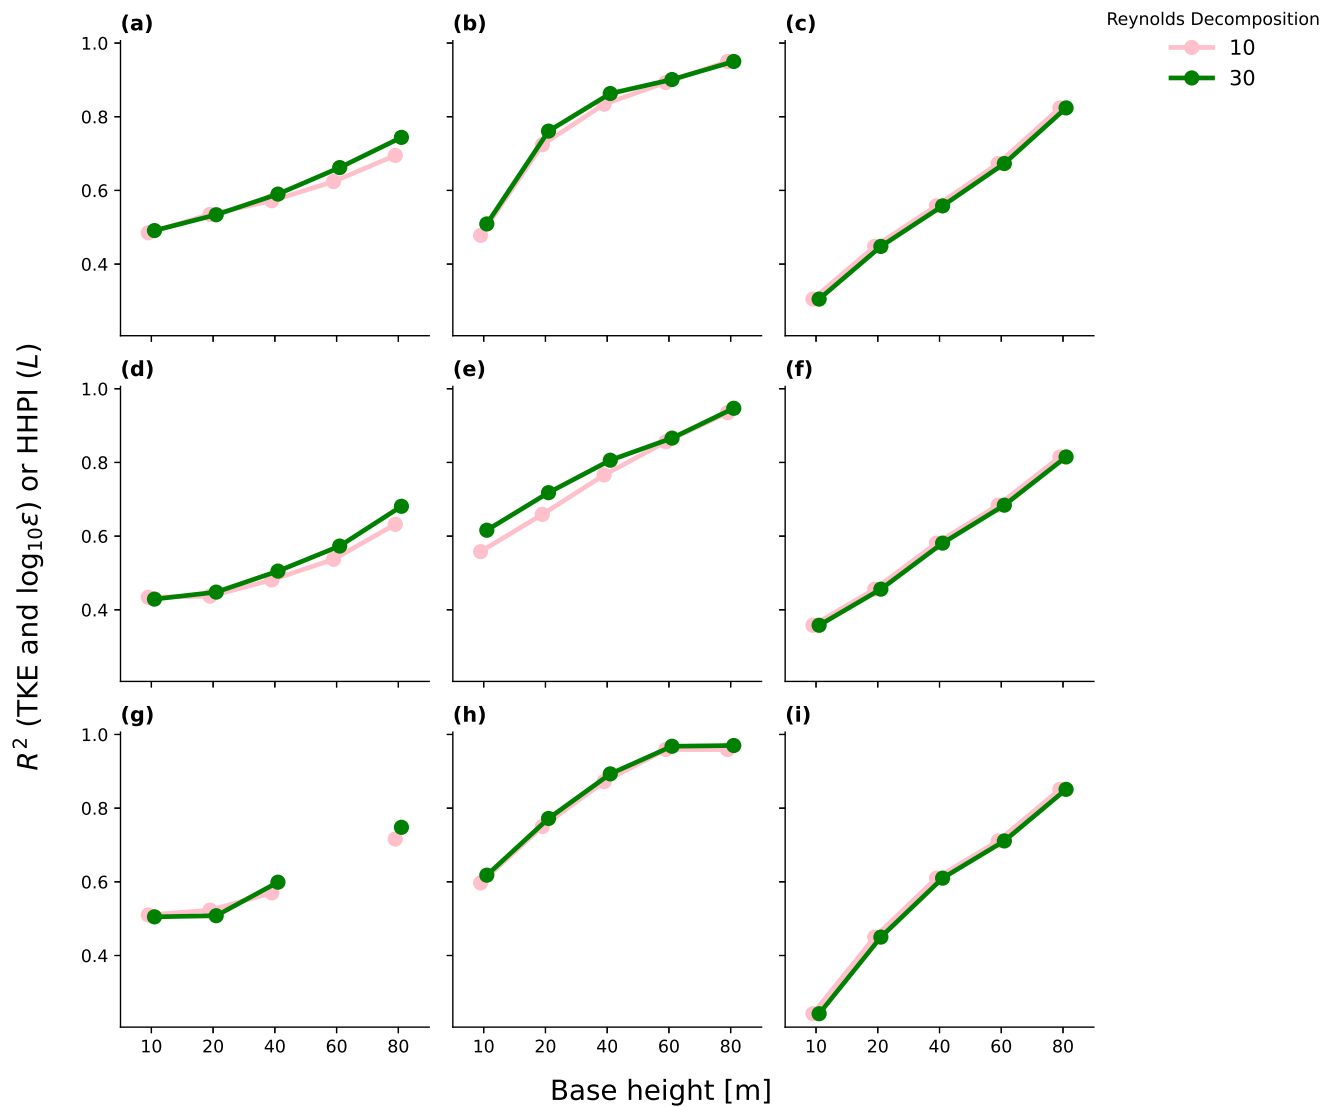 Reynolds Decomposition
10
30
(a)
(b)
(c)
1.0
0.8
0.6
0.4
(d)
(e)
(f)
1.0
0.8
0.6
0.4
(g)
(h)
(i)
1.0
0.8
0.6
0.4
10 20 40 60 80
10 20 40 60 80
10 20 40 60 80
R² (TKE and log₁₀ε) or HHPI (L)
Base height [m]